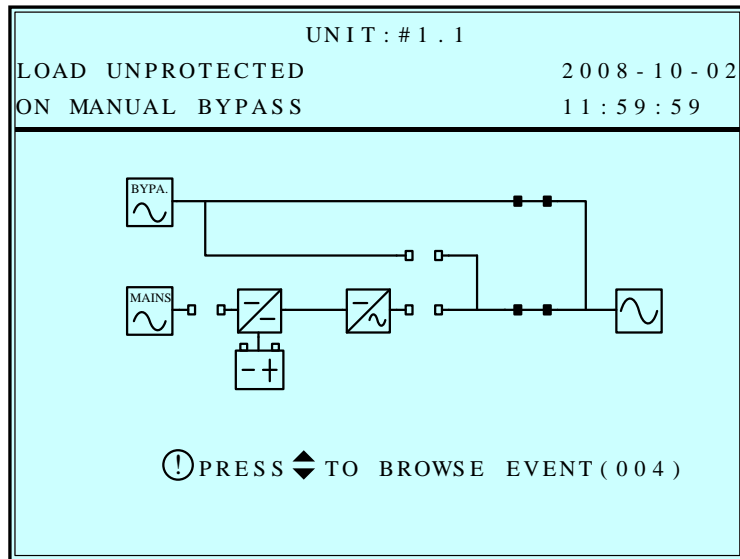 UNIT:#1.1
LOAD UNPROTECTED 2008-10-02
ON MANUAL BYPASS 11:59:59
BYPA.
MAINS
! PRESS TO BROWSE EVENT(004)